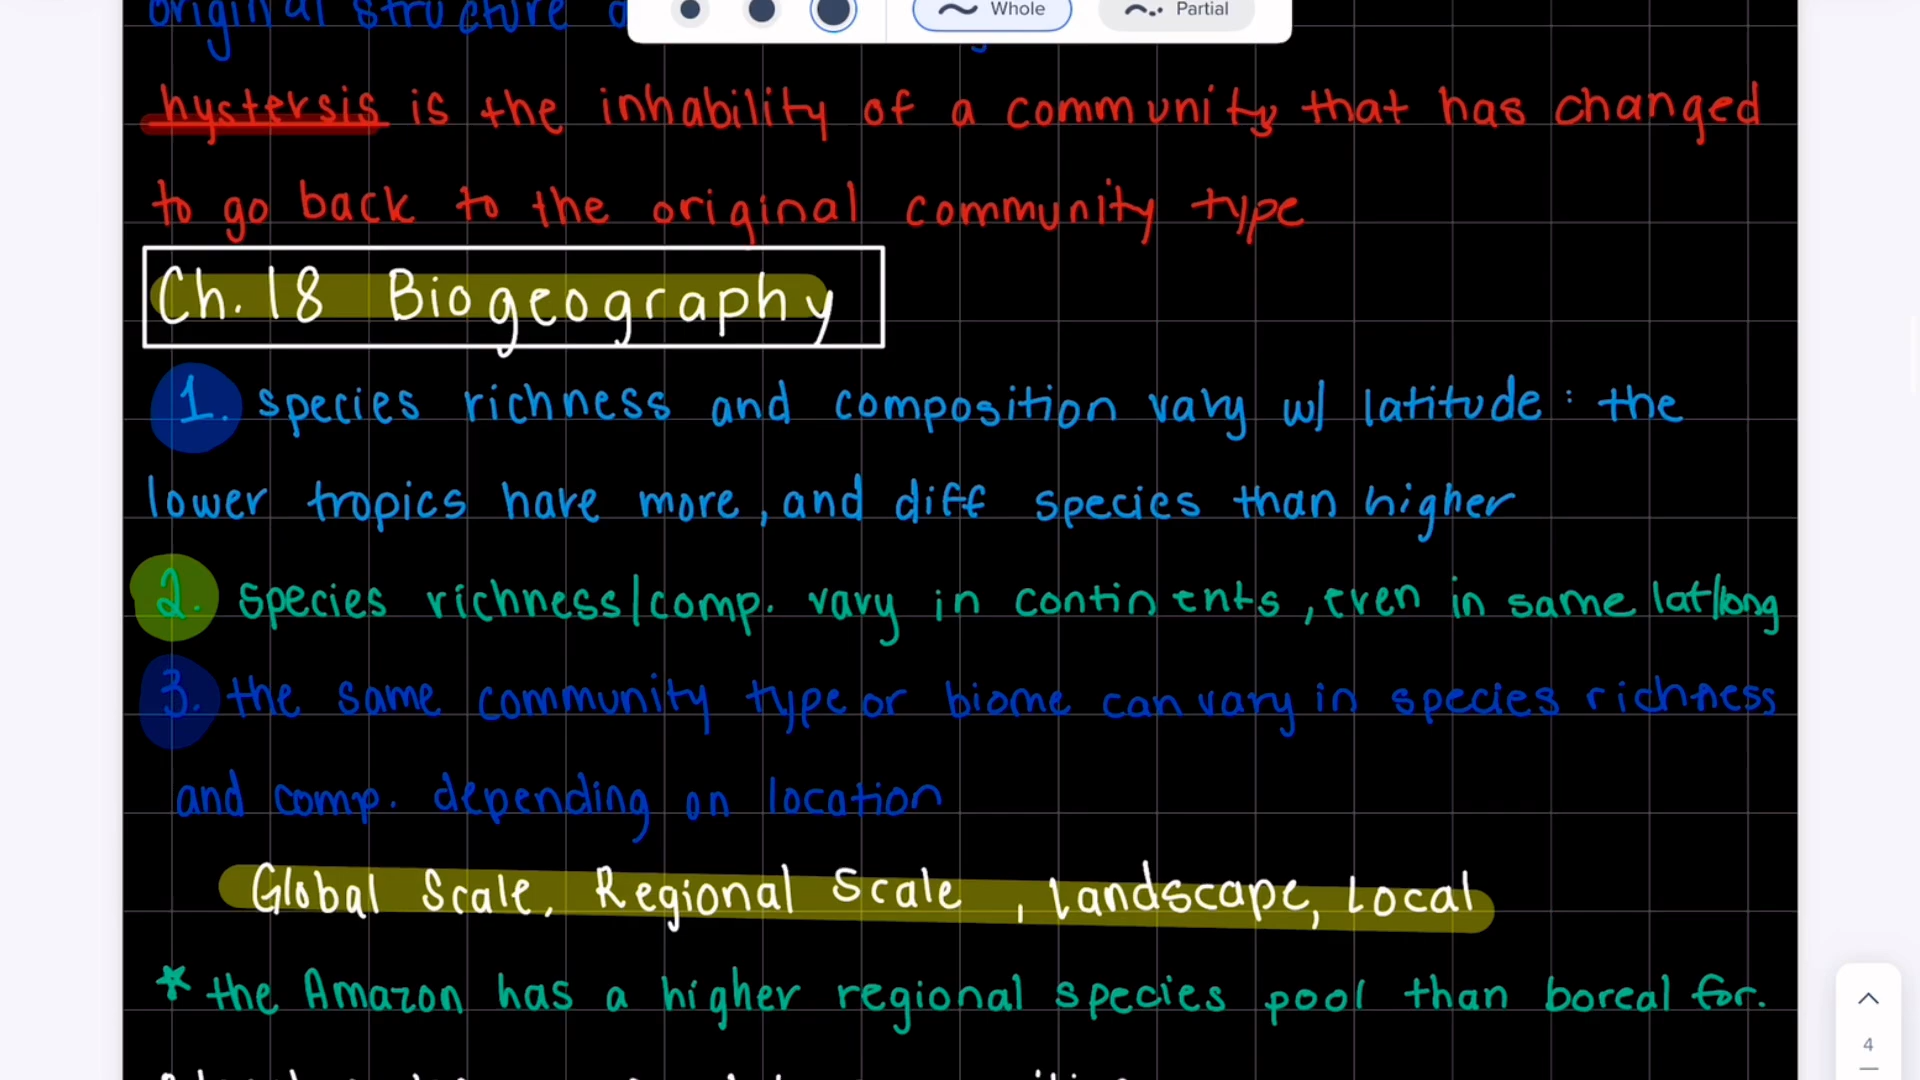 original structure
Whole Partial
hystersis is the inhability of a community that has changed
to go back to the original community type
Ch. 18 Biogeography
1. species richness and composition vary w/ latitude: the
lower tropics have more, and diff species than higher
2. species richness/comp. vary in continents, even in same lat/long
3. the same community type or biome can vary in species richness
and comp. depending on location
Global Scale, Regional Scale, Landscape, Local
* the Amazon has a higher regional species pool than boreal for.
4